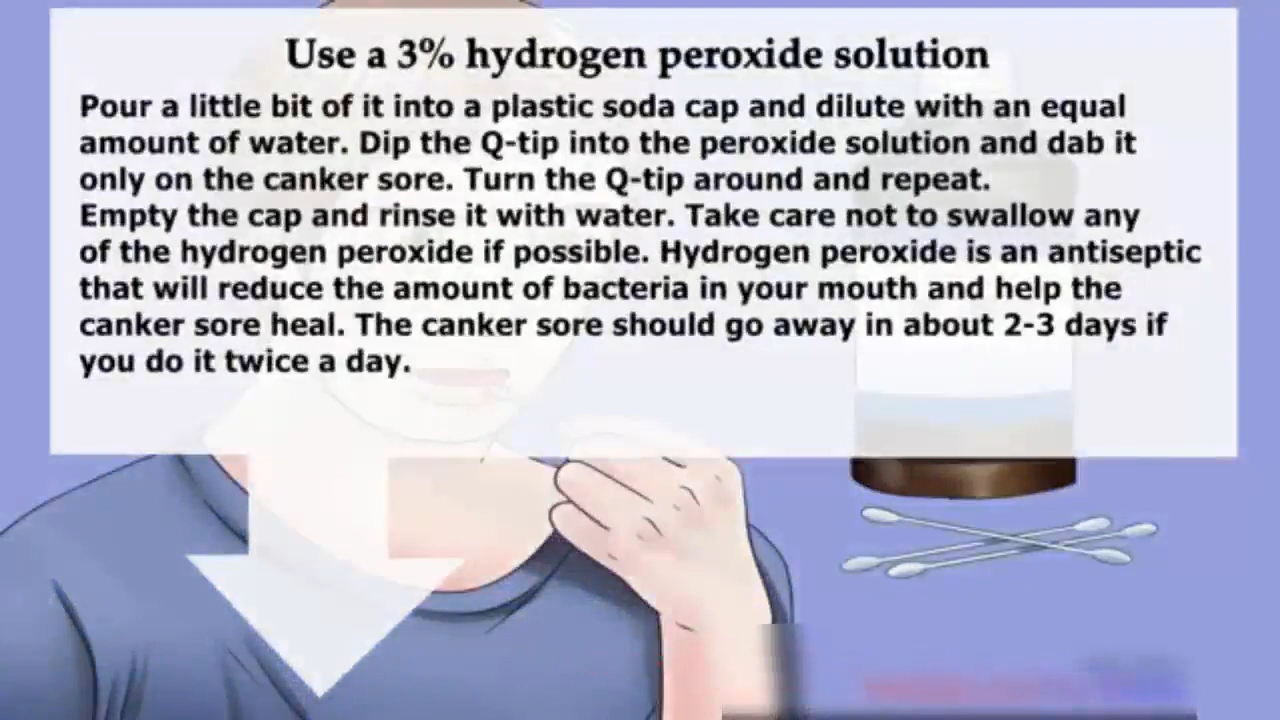 Use a 3% hydrogen peroxide solution
Pour a little bit of it into a plastic soda cap and dilute with an equal
amount of water. Dip the Q-tip into the peroxide solution and dab it
only on the canker sore. Turn the Q-tip around and repeat.
Empty the cap and rinse it with water. Take care not to swallow any
of the hydrogen peroxide if possible. Hydrogen peroxide is an antiseptic
that will reduce the amount of bacteria in your mouth and help the
canker sore heal. The canker sore should go away in about 2-3 days if
you do it twice a day.